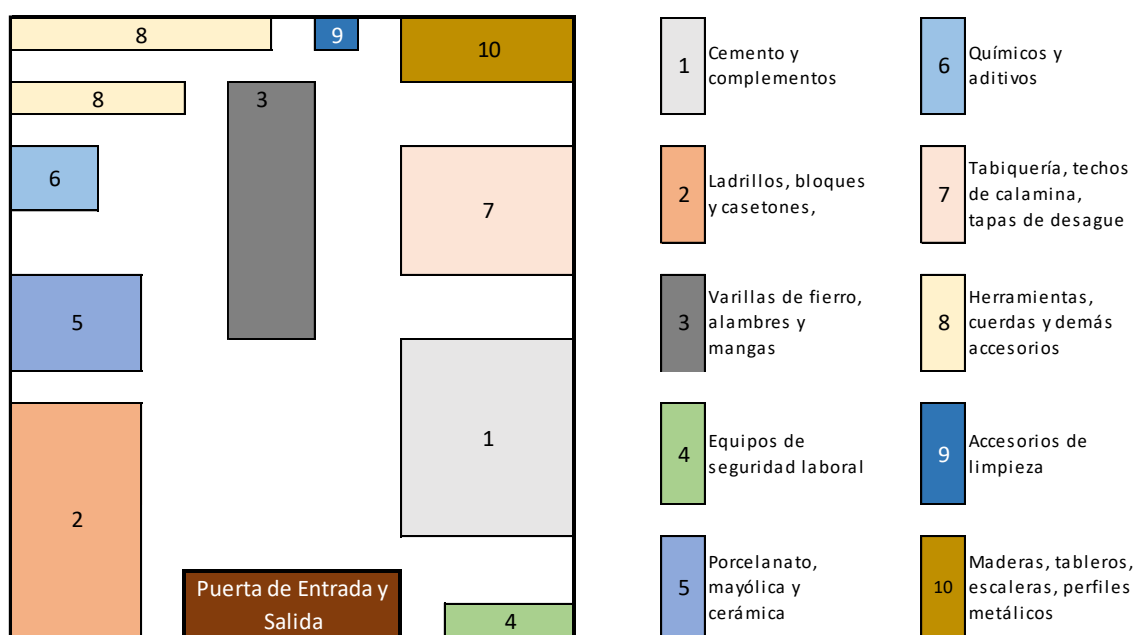 8
9
10
8
3
6
7
5
1
2
Puerta de Entrada y
Salida
4
1
Cemento y
complementos
6
Químicos y
aditivos
2
Ladrillos, bloques
y casetones,
7
Tabiquería, techos
de calamina,
tapas de desague
3
Varillas de fierro,
alambres y
mangas
8
Herramientas,
cuerdas y demás
accesorios
4
Equipos de
seguridad laboral
9
Accesorios de
limpieza
5
Porcelanato,
mayólica y
cerámica
10
Maderas, tableros,
escaleras, perfiles
metálicos